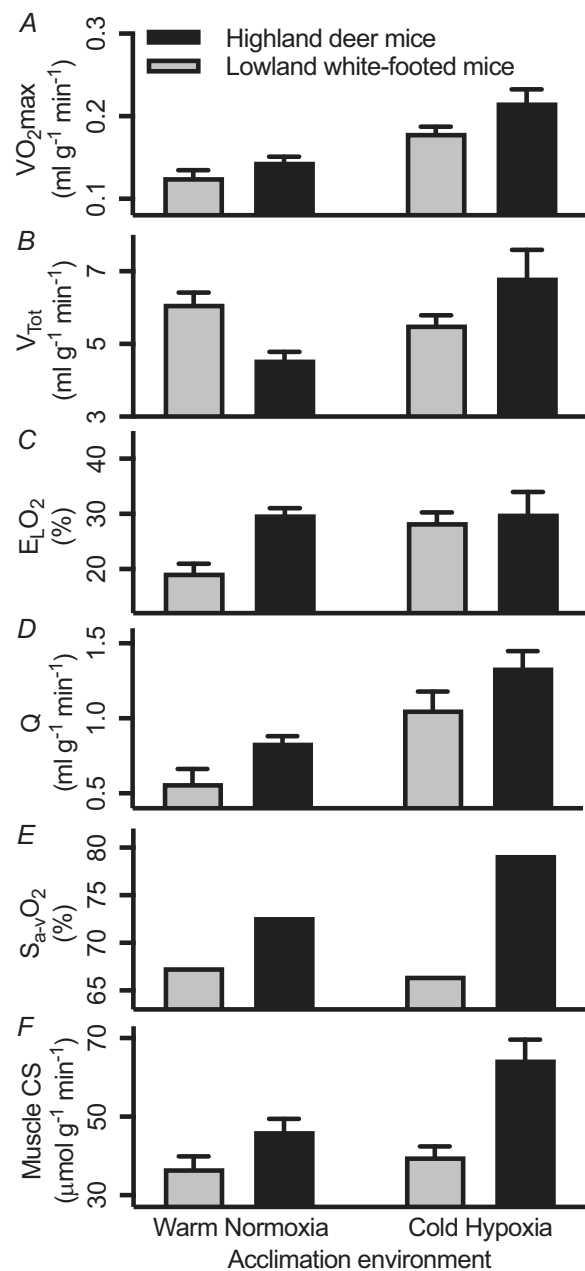 A
Highland deer mice
Lowland white-footed mice
VO2max
(ml g-1 min-1)
0.3
0.2
0.1
B
VTot
(ml g-1 min-1)
7
5
3
C
ELO2
(%)
40
30
20
D
Q
(ml g-1 min-1)
1.5
1.0
0.5
E
Sa-vO2
(%)
80
75
70
65
F
Muscle CS
(μmol g-1 min-1)
70
50
30
Warm Normoxia Cold Hypoxia
Acclimation environment